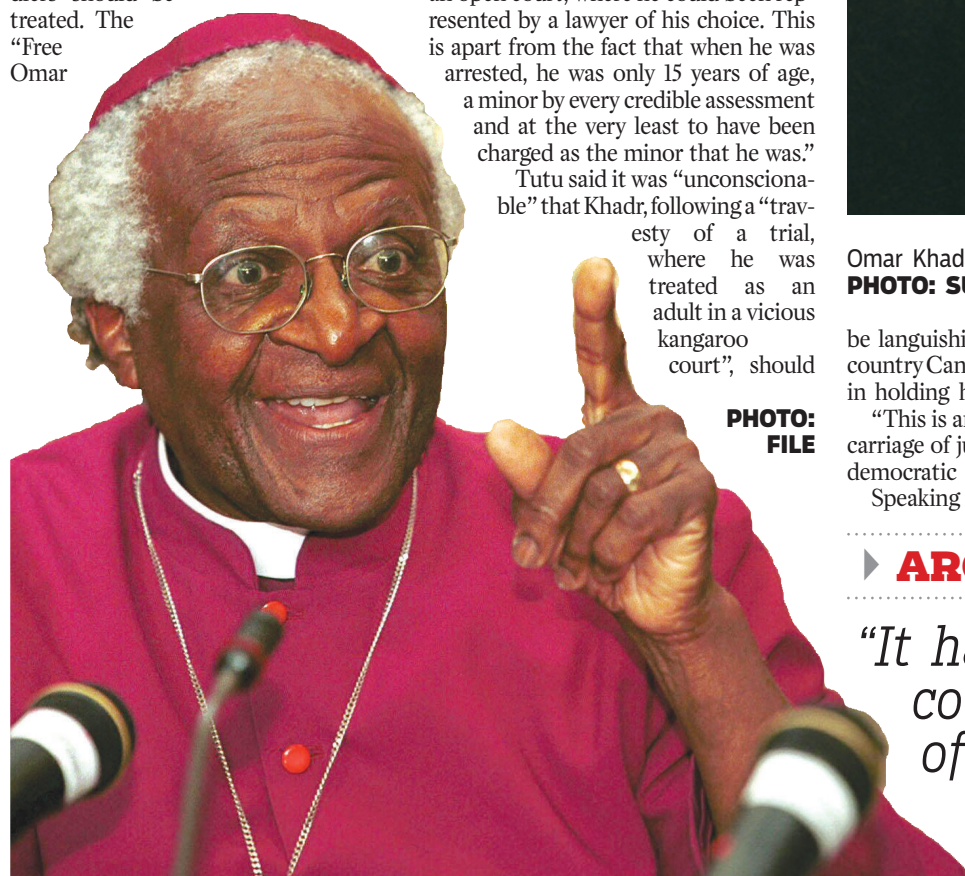 treated. The
“Free
Omar
resented by a lawyer of his choice. This
is apart from the fact that when he was
arrested, he was only 15 years of age,
a minor by every credible assessment
and at the very least to have been
charged as the minor that he was.”
Tutu said it was “unconsciona-
ble” that Khadr, following a “trav-
esty of a trial,
where he was
treated as an
adult in a vicious
kangaroo
court”, should
PHOTO:
FILE
Omar Khad
PHOTO: SU
be languishi
country Can
in holding h
“This is an
carriage of ju
democratic
Speaking
ARC
“It ha
co
of